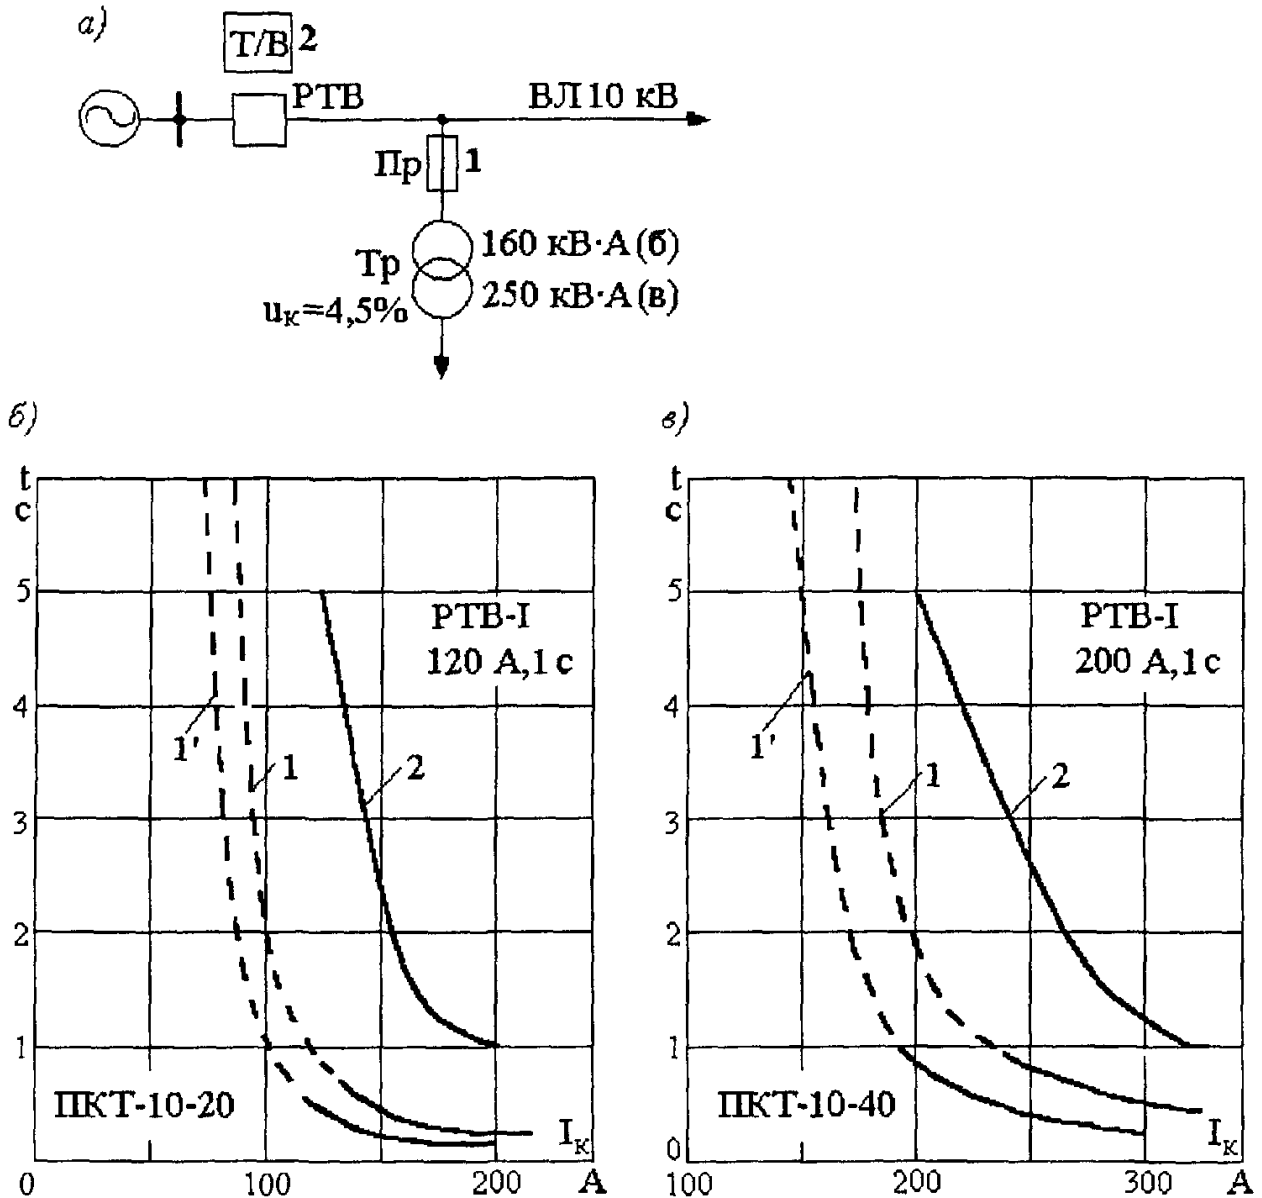 а)
Т/В 2
РТВ
ВЛ 10 кВ
Пр 1
Тр
160 кВ·А (б)
250 кВ·А (в)
uк=4,5%
б)
t
с
5
4
3
2
1
0
100
200
А
Iк
РТВ-I
120 А, 1 с
1'
1
2
ПКТ-10-20
в)
t
с
5
4
3
2
1
0
100
200
300
А
Iк
РТВ-I
200 А, 1 с
1'
1
2
ПКТ-10-40